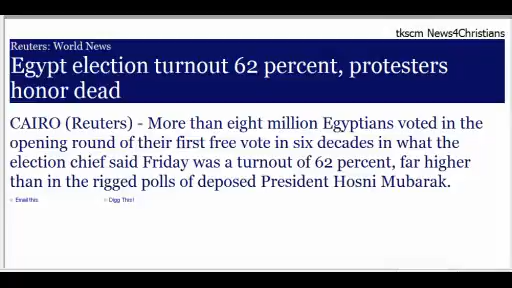 tkscm News4Christians
Reuters: World News
Egypt election turnout 62 percent, protesters
honor dead
CAIRO (Reuters) - More than eight million Egyptians voted in the
opening round of their first free vote in six decades in what the
election chief said Friday was a turnout of 62 percent, far higher
than in the rigged polls of deposed President Hosni Mubarak.
Email this Digg This!